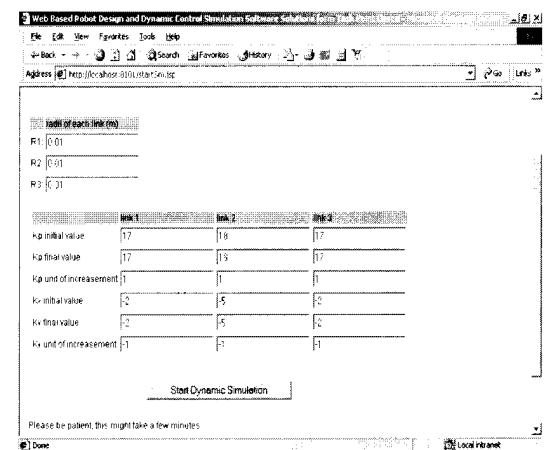 Web Based Robot Design and Dynamic Control Simulation Software Solutions form
File Edit View Favorites Tools Help
Back Search Favorites History
Address http://localhost:8101/startSim.jsp Go Links »
radii of each link (m)
R1: 0.01
R2: 0.01
R3: 0.01
link 1 link 2 link 3
Kp initial value 17 18 17
Kp final value 17 18 17
Kp unit of increasement 1 1 1
Kv initial value -2 -5 -2
Kv final value -2 -5 -2
Kv unit of increasement -1 -1 -1
Start Dynamic Simulation
Please be patient, this might take a few minutes
Done Local intranet